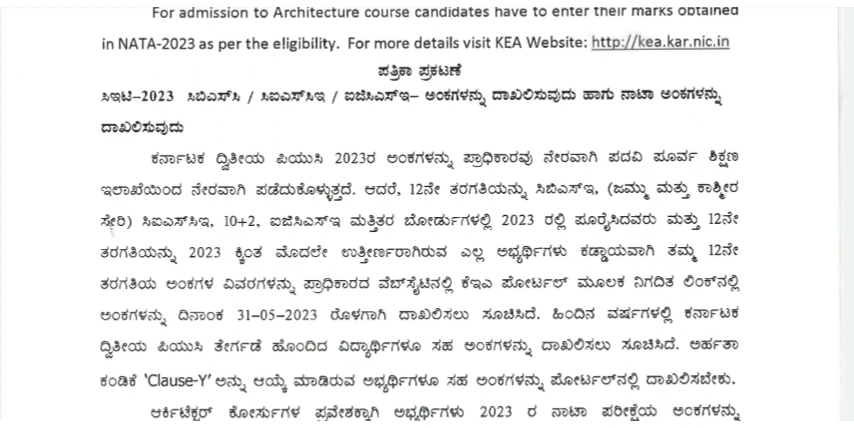 For admission to Architecture course candidates have to enter their marks obtained
in NATA-2023 as per the eligibility. For more details visit KEA Website: http://kea.kar.nic.in
ಪತ್ರಿಕಾ ಪ್ರಕಟಣೆ
ಸಿಇಟಿ–2023 ಸಿಬಿಎಸ್‌ಸಿ / ಸಿಐಎಸ್‌ಸಿಇ / ಐಜಿಸಿಎಸ್‌ಇ– ಅಂಕಗಳನ್ನು ದಾಖಲಿಸುವುದು ಹಾಗು ನಾಟಾ ಅಂಕಗಳನ್ನು
ದಾಖಲಿಸುವುದು
ಕರ್ನಾಟಕ ದ್ವಿತೀಯ ಪಿಯುಸಿ 2023ರ ಅಂಕಗಳನ್ನು ಪ್ರಾಧಿಕಾರವು ನೇರವಾಗಿ ಪದವಿ ಪೂರ್ವ ಶಿಕ್ಷಣ
ಇಲಾಖೆಯಿಂದ ನೇರವಾಗಿ ಪಡೆದುಕೊಳ್ಳುತ್ತದೆ. ಆದರೆ, 12ನೇ ತರಗತಿಯನ್ನು ಸಿಬಿಎಸ್‌ಇ, (ಜಮ್ಮು ಮತ್ತು ಕಾಶ್ಮೀರ
ಸೇರಿ) ಸಿಐಎಸ್‌ಸಿಇ, 10+2, ಐಜಿಸಿಎಸ್‌ಇ ಮತ್ತಿತರ ಬೋರ್ಡುಗಳಲ್ಲಿ 2023 ರಲ್ಲಿ ಪೂರೈಸಿದವರು ಮತ್ತು 12ನೇ
ತರಗತಿಯನ್ನು 2023 ಕ್ಕಿಂತ ಮೊದಲೇ ಉತ್ತೀರ್ಣರಾಗಿರುವ ಎಲ್ಲ ಅಭ್ಯರ್ಥಿಗಳು ಕಡ್ಡಾಯವಾಗಿ ತಮ್ಮ 12ನೇ
ತರಗತಿಯ ಅಂಕಗಳ ವಿವರಗಳನ್ನು ಪ್ರಾಧಿಕಾರದ ವೆಬ್‌ಸೈಟಿನಲ್ಲಿ ಕೆಇಎ ಪೋರ್ಟಲ್ ಮೂಲಕ ನಿಗದಿತ ಲಿಂಕ್‌ನಲ್ಲಿ
ಅಂಕಗಳನ್ನು ದಿನಾಂಕ 31–05–2023 ರೊಳಗಾಗಿ ದಾಖಲಿಸಲು ಸೂಚಿಸಿದೆ. ಹಿಂದಿನ ವರ್ಷಗಳಲ್ಲಿ ಕರ್ನಾಟಕ
ದ್ವಿತೀಯ ಪಿಯುಸಿ ತೇರ್ಗಡೆ ಹೊಂದಿದ ವಿದ್ಯಾರ್ಥಿಗಳೂ ಸಹ ಅಂಕಗಳನ್ನು ದಾಖಲಿಸಲು ಸೂಚಿಸಿದೆ. ಅರ್ಹತಾ
ಕಂಡಿಕೆ 'Clause-Y' ಅನ್ನು ಆಯ್ಕೆ ಮಾಡಿರುವ ಅಭ್ಯರ್ಥಿಗಳೂ ಸಹ ಅಂಕಗಳನ್ನು ಪೋರ್ಟಲ್‌ನಲ್ಲಿ ದಾಖಲಿಸಬೇಕು.
ಆರ್ಕಿಟೆಕ್ಚರ್ ಕೋರ್ಸುಗಳ ಪ್ರವೇಶಕ್ಕಾಗಿ ಅಭ್ಯರ್ಥಿಗಳು 2023 ರ ನಾಟಾ ಪರೀಕ್ಷೆಯ ಅಂಕಗಳನ್ನು